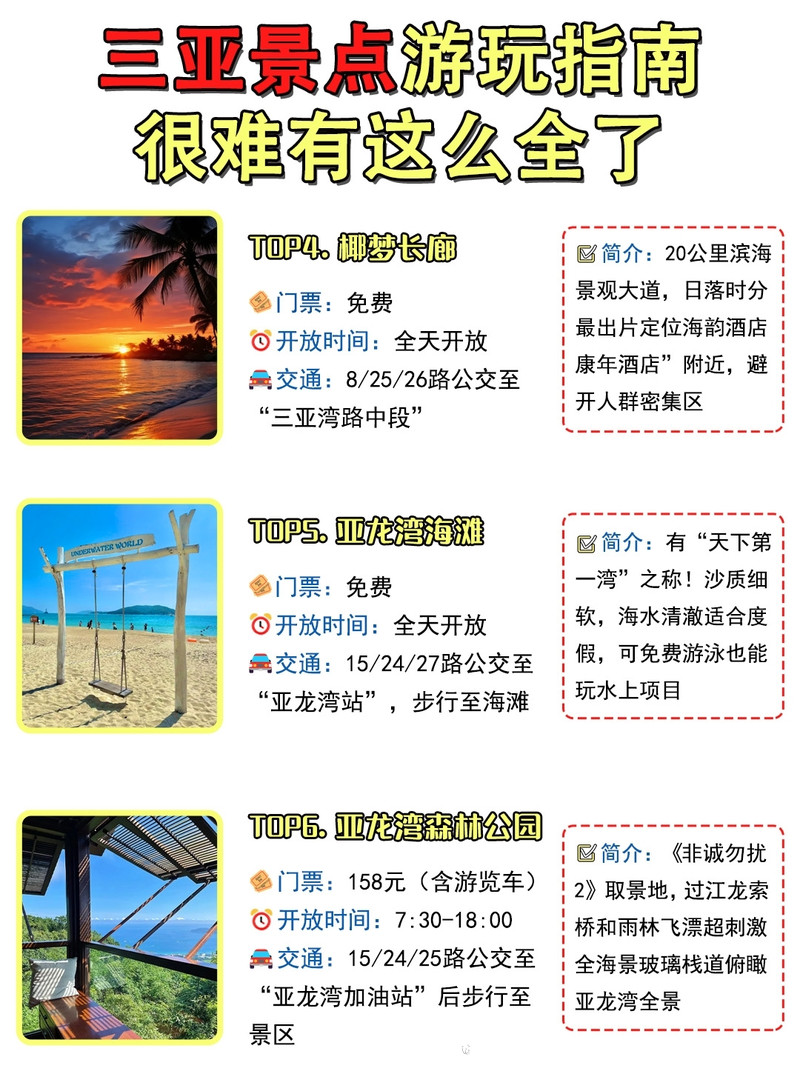 三亚景点游玩指南
很难有这么全了
TOP4. 椰梦长廊
门票：免费
开放时间：全天开放
交通：8/25/26路公交至
“三亚湾路中段”
简介：20公里滨海
景观大道，日落时分
最出片定位海韵酒店
康年酒店”附近，避
开人群密集区
UNDERWATER WORLD
TOP5. 亚龙湾海滩
门票：免费
开放时间：全天开放
交通：15/24/27路公交至
“亚龙湾站”，步行至海滩
简介：有“天下第
一湾”之称！沙质细
软，海水清澈适合度
假，可免费游泳也能
玩水上项目
TOP6. 亚龙湾森林公园
门票：158元（含游览车）
开放时间：7:30-18:00
交通：15/24/25路公交至
“亚龙湾加油站”后步行至
景区
简介：《非诚勿扰
2》取景地,过江龙索
桥和雨林飞漂超刺激
全海景玻璃栈道俯瞰
亚龙湾全景